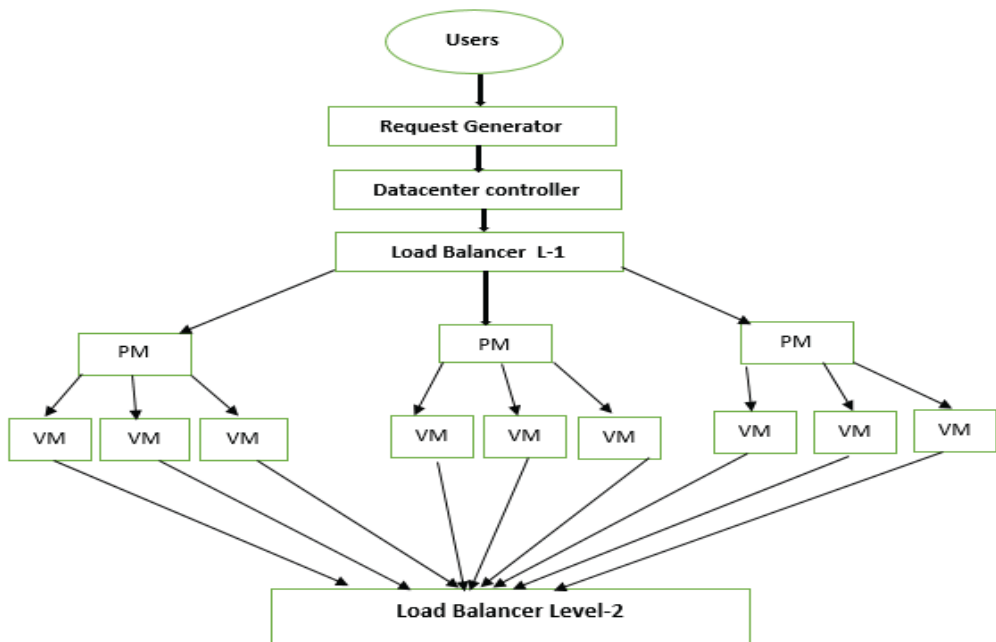 Users
Request Generator
Datacenter controller
Load Balancer L-1
PM
PM
PM
VM
VM
VM
VM
VM
VM
VM
VM
VM
Load Balancer Level-2